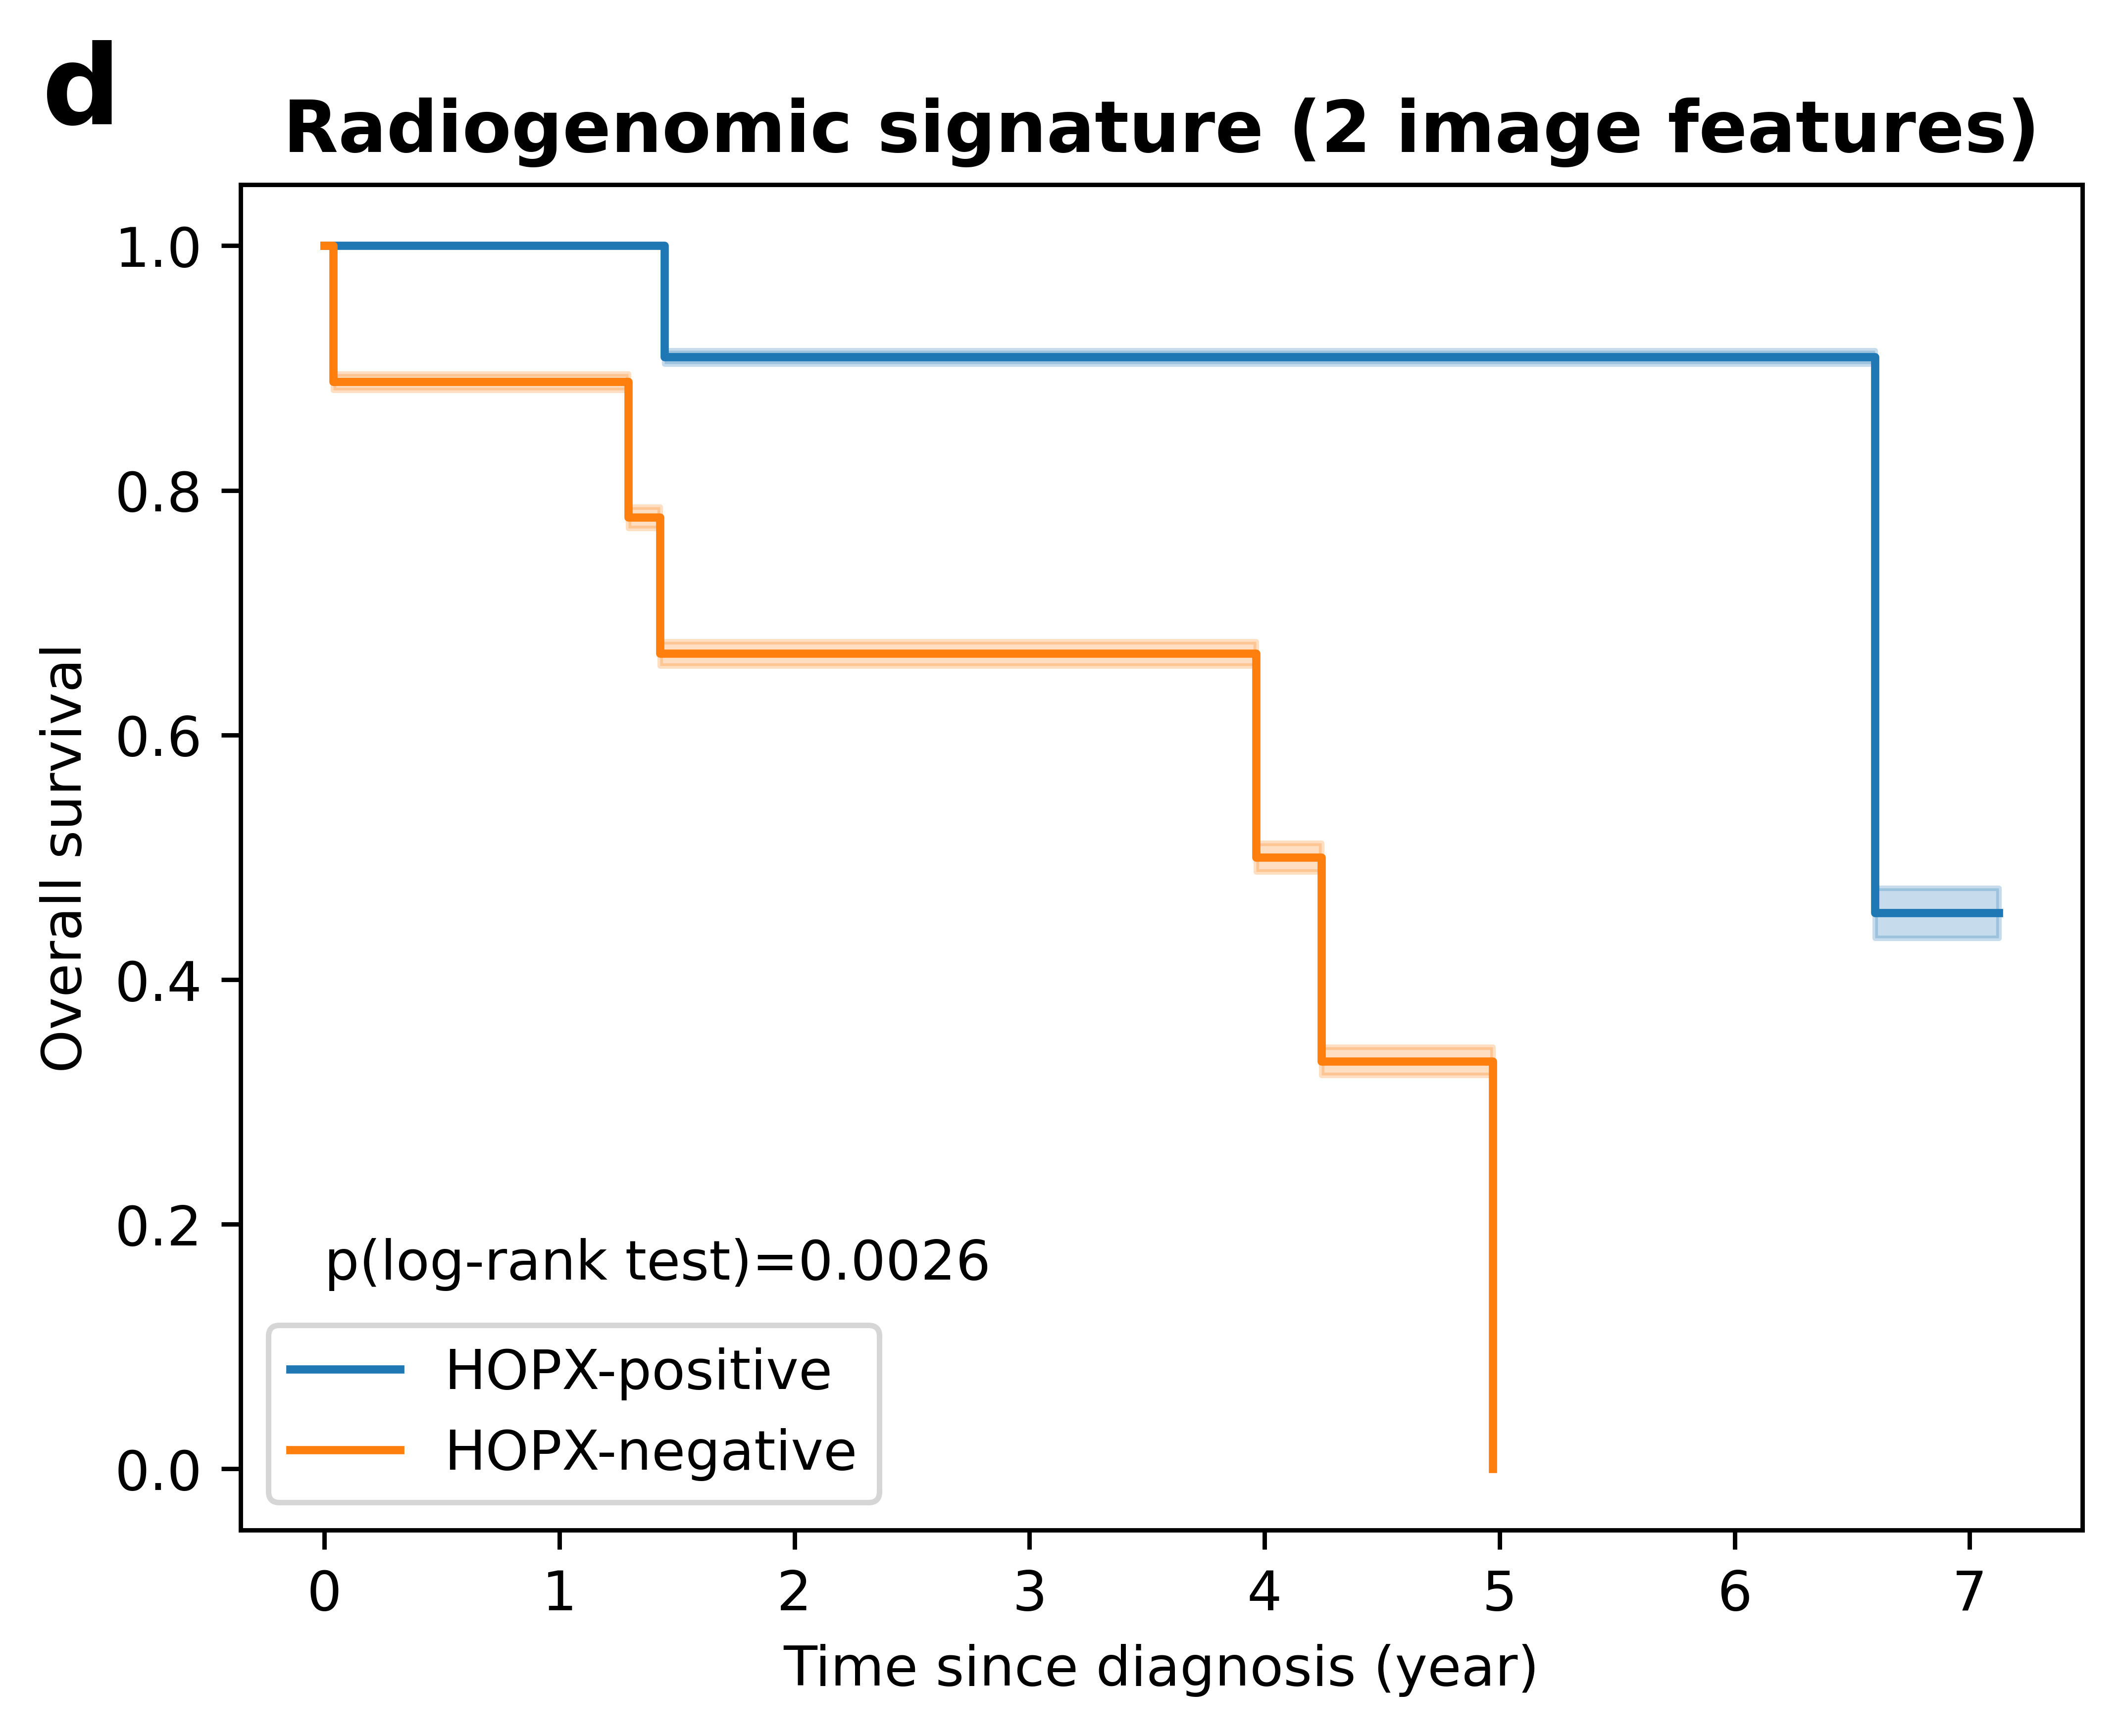 d
Radiogenomic signature (2 image features)
Overall survival
1.0
0.8
0.6
0.4
0.2
0.0
p(log-rank test)=0.0026
HOPX-positive
HOPX-negative
0 1 2 3 4 5 6 7
Time since diagnosis (year)